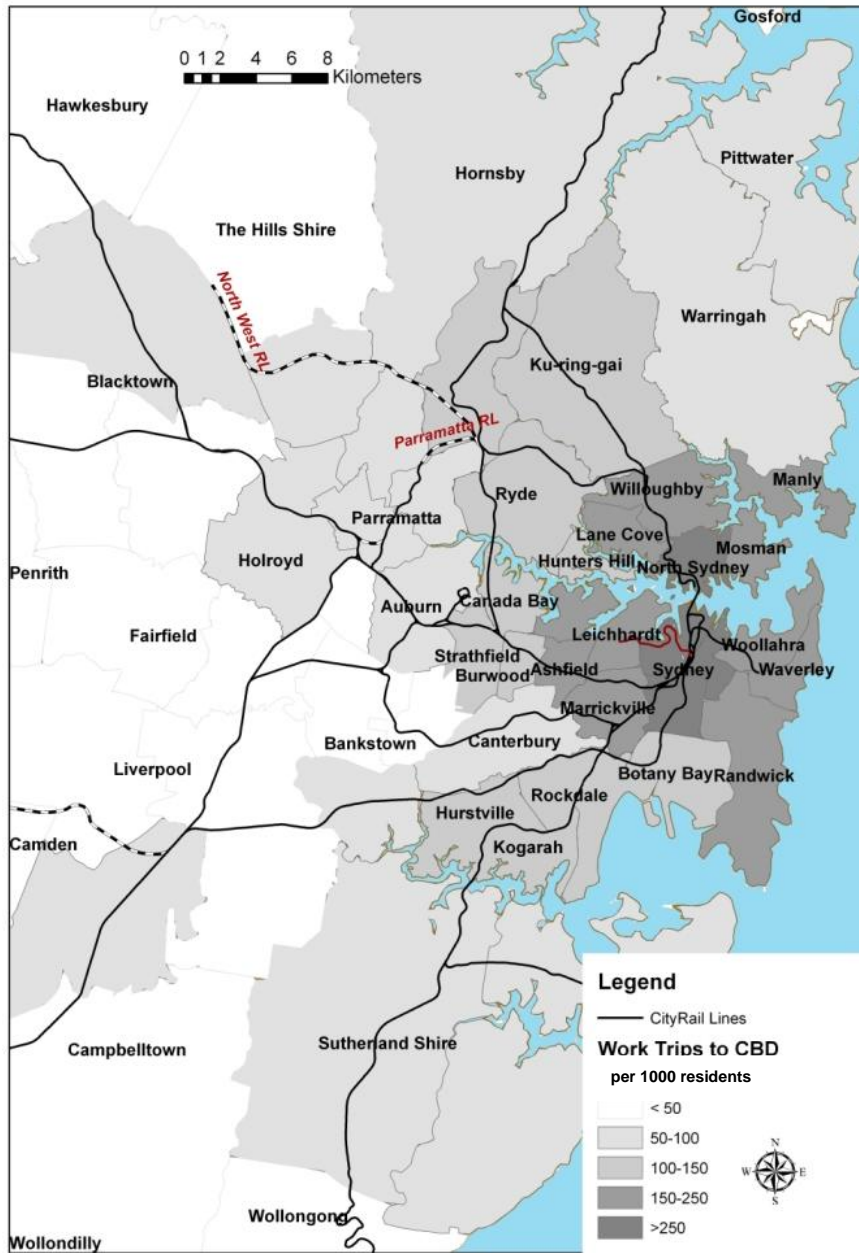 Gosford
0 1 2 4 6 8
Kilometers
Hawkesbury
Pittwater
Hornsby
The Hills Shire
North West RL
Warringah
Ku-ring-gai
Blacktown
Parramatta RL
Manly
Willoughby
Ryde
Parramatta
Lane Cove
Mosman
Holroyd
Hunters Hill
North Sydney
Penrith
Auburn
Canada Bay
Fairfield
Leichhardt
Woollahra
Strathfield
Ashfield
Sydney
Waverley
Burwood
Marrickville
Bankstown
Canterbury
Liverpool
Botany Bay
Randwick
Rockdale
Hurstville
Camden
Kogarah
Legend
CityRail Lines
Work Trips to CBD
per 1000 residents
Campbelltown
Sutherland Shire
< 50
50-100
100-150
150-250
>250
N
W E
S
Wollongong
Wollondilly